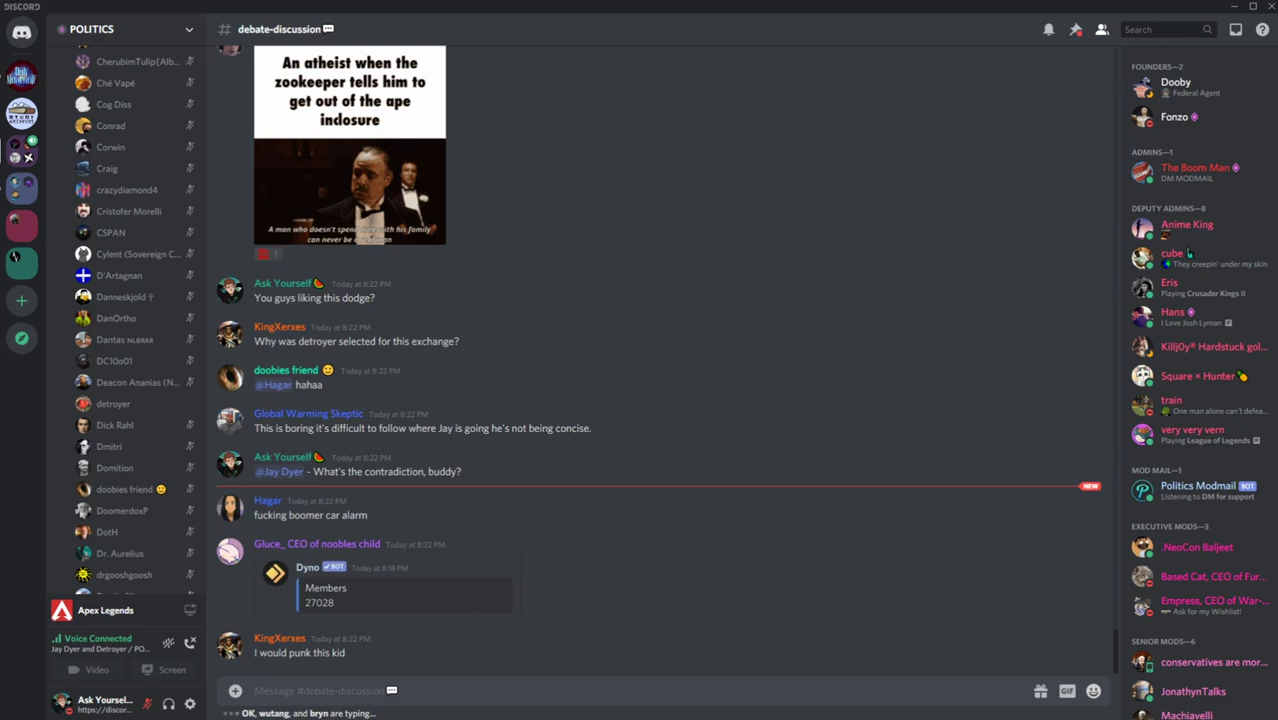 DISCORD
POLITICS
CherubimTulip{Alb...
Ché Vapé
Cog Diss
Conrad
Corwin
Craig
crazydiamond4
Cristofer Morelli
CSPAN
Cylent (Sovereign C...
D'Artagnan
Danneskjold †
DanOrtho
Dantas NLBRAR
DC10o01
Deacon Ananias (N...
detroyer
Dick Rahl
Dmitri
Domition
doobies friend
DoomerdoxP
DotH
Dr. Aurelius
drgooshgoosh
Apex Legends
Voice Connected
Jay Dyer and Detroyer / PO...
Video
Screen
Ask Yoursel...
https://discor...
# debate-discussion
Search
An atheist when the
zookeeper tells him to
get out of the ape
inclosure
A man who doesn't spend time with his family
can never be a real man
1
Ask Yourself Today at 8:22 PM
You guys liking this dodge?
KingXerxes Today at 8:22 PM
Why was detroyer selected for this exchange?
doobies friend Today at 8:22 PM
@Hagar hahaa
Global Warming Skeptic Today at 8:22 PM
This is boring it's difficult to follow where Jay is going he's not being concise.
Ask Yourself Today at 8:22 PM
@Jay Dyer - What's the contradiction, buddy?
NEW
Hagar Today at 8:22 PM
fucking boomer car alarm
Gluce_ CEO of noobles child Today at 8:22 PM
Dyno BOT Today at 8:19 PM
Members
27028
KingXerxes Today at 8:22 PM
I would punk this kid
Message #debate-discussion
GIF
OK, wutang, and bryn are typing...
FOUNDERS—2
Dooby
Federal Agent
Fonzo
ADMINS—1
The Boom Man
DM MODMAIL
DEPUTY ADMINS—8
Anime King
cube
They creepin' under my skin
Eris
Playing Crusader Kings II
Hans
I Love Josh Lyman
Killj0y® Hardstuck gol...
Square × Hunter
train
One man alone can't defea...
very very vern
Playing League of Legends
MOD MAIL—1
Politics Modmail BOT
Listening to DM for support
EXECUTIVE MODS—3
.NeoCon Baljeet
Based Cat, CEO of Fur...
Empress, CEO of War-...
Ask for my Wishlist!
SENIOR MODS—6
conservatives are mor...
JonathynTalks
Machiavelli